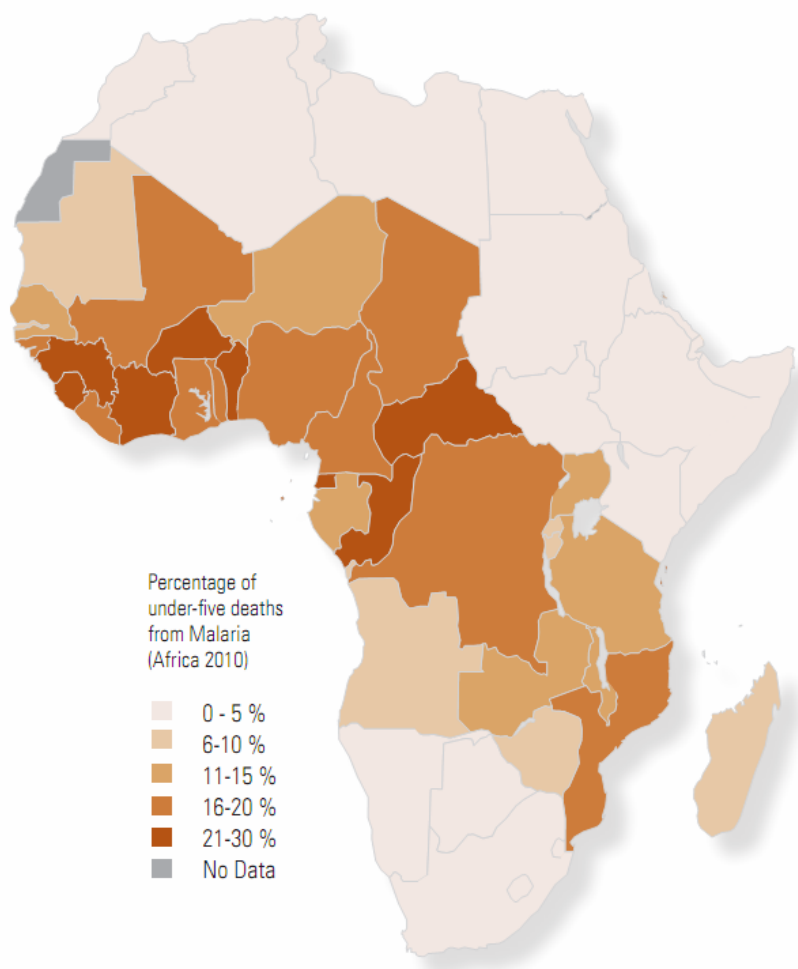 Percentage of
under-five deaths
from Malaria
(Africa 2010)
0 - 5 %
6-10 %
11-15 %
16-20 %
21-30 %
No Data